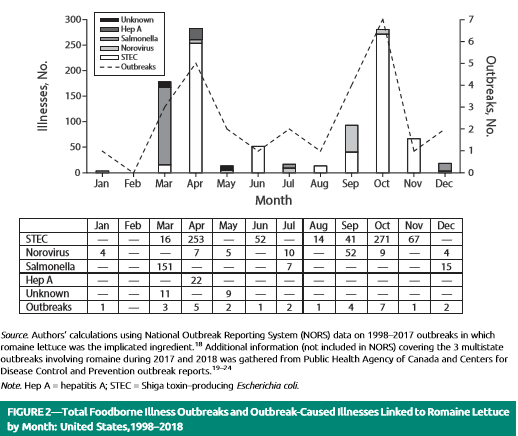 300
250
200
150
100
50
0
Illnesses, No.
Unknown
Hep A
Salmonella
Norovirus
STEC
Outbreaks
7
6
5
4
3
2
1
0
Outbreaks, No.
Jan Feb Mar Apr May Jun Jul Aug Sep Oct Nov Dec
Month
Jan Feb Mar Apr May Jun Jul Aug Sep Oct Nov Dec
STEC — — 16 253 — 52 — 14 41 271 67 —
Norovirus 4 — — 7 5 — 10 — 52 9 — 4
Salmonella — — 151 — — — 7 — — — — 15
Hep A — — — 22 — — — — — — — —
Unknown — — 11 — 9 — — — — — — —
Outbreaks 1 — 3 5 2 1 2 1 4 7 1 2
Source. Authors’ calculations using National Outbreak Reporting System (NORS) data on 1998–2017 outbreaks in which
romaine lettuce was the implicated ingredient.18 Additional information (not included in NORS) covering the 3 multistate
outbreaks involving romaine during 2017 and 2018 was gathered from Public Health Agency of Canada and Centers for
Disease Control and Prevention outbreak reports.19–24
Note. Hep A = hepatitis A; STEC = Shiga toxin–producing Escherichia coli.
FIGURE 2—Total Foodborne Illness Outbreaks and Outbreak-Caused Illnesses Linked to Romaine Lettuce
by Month: United States,1998–2018